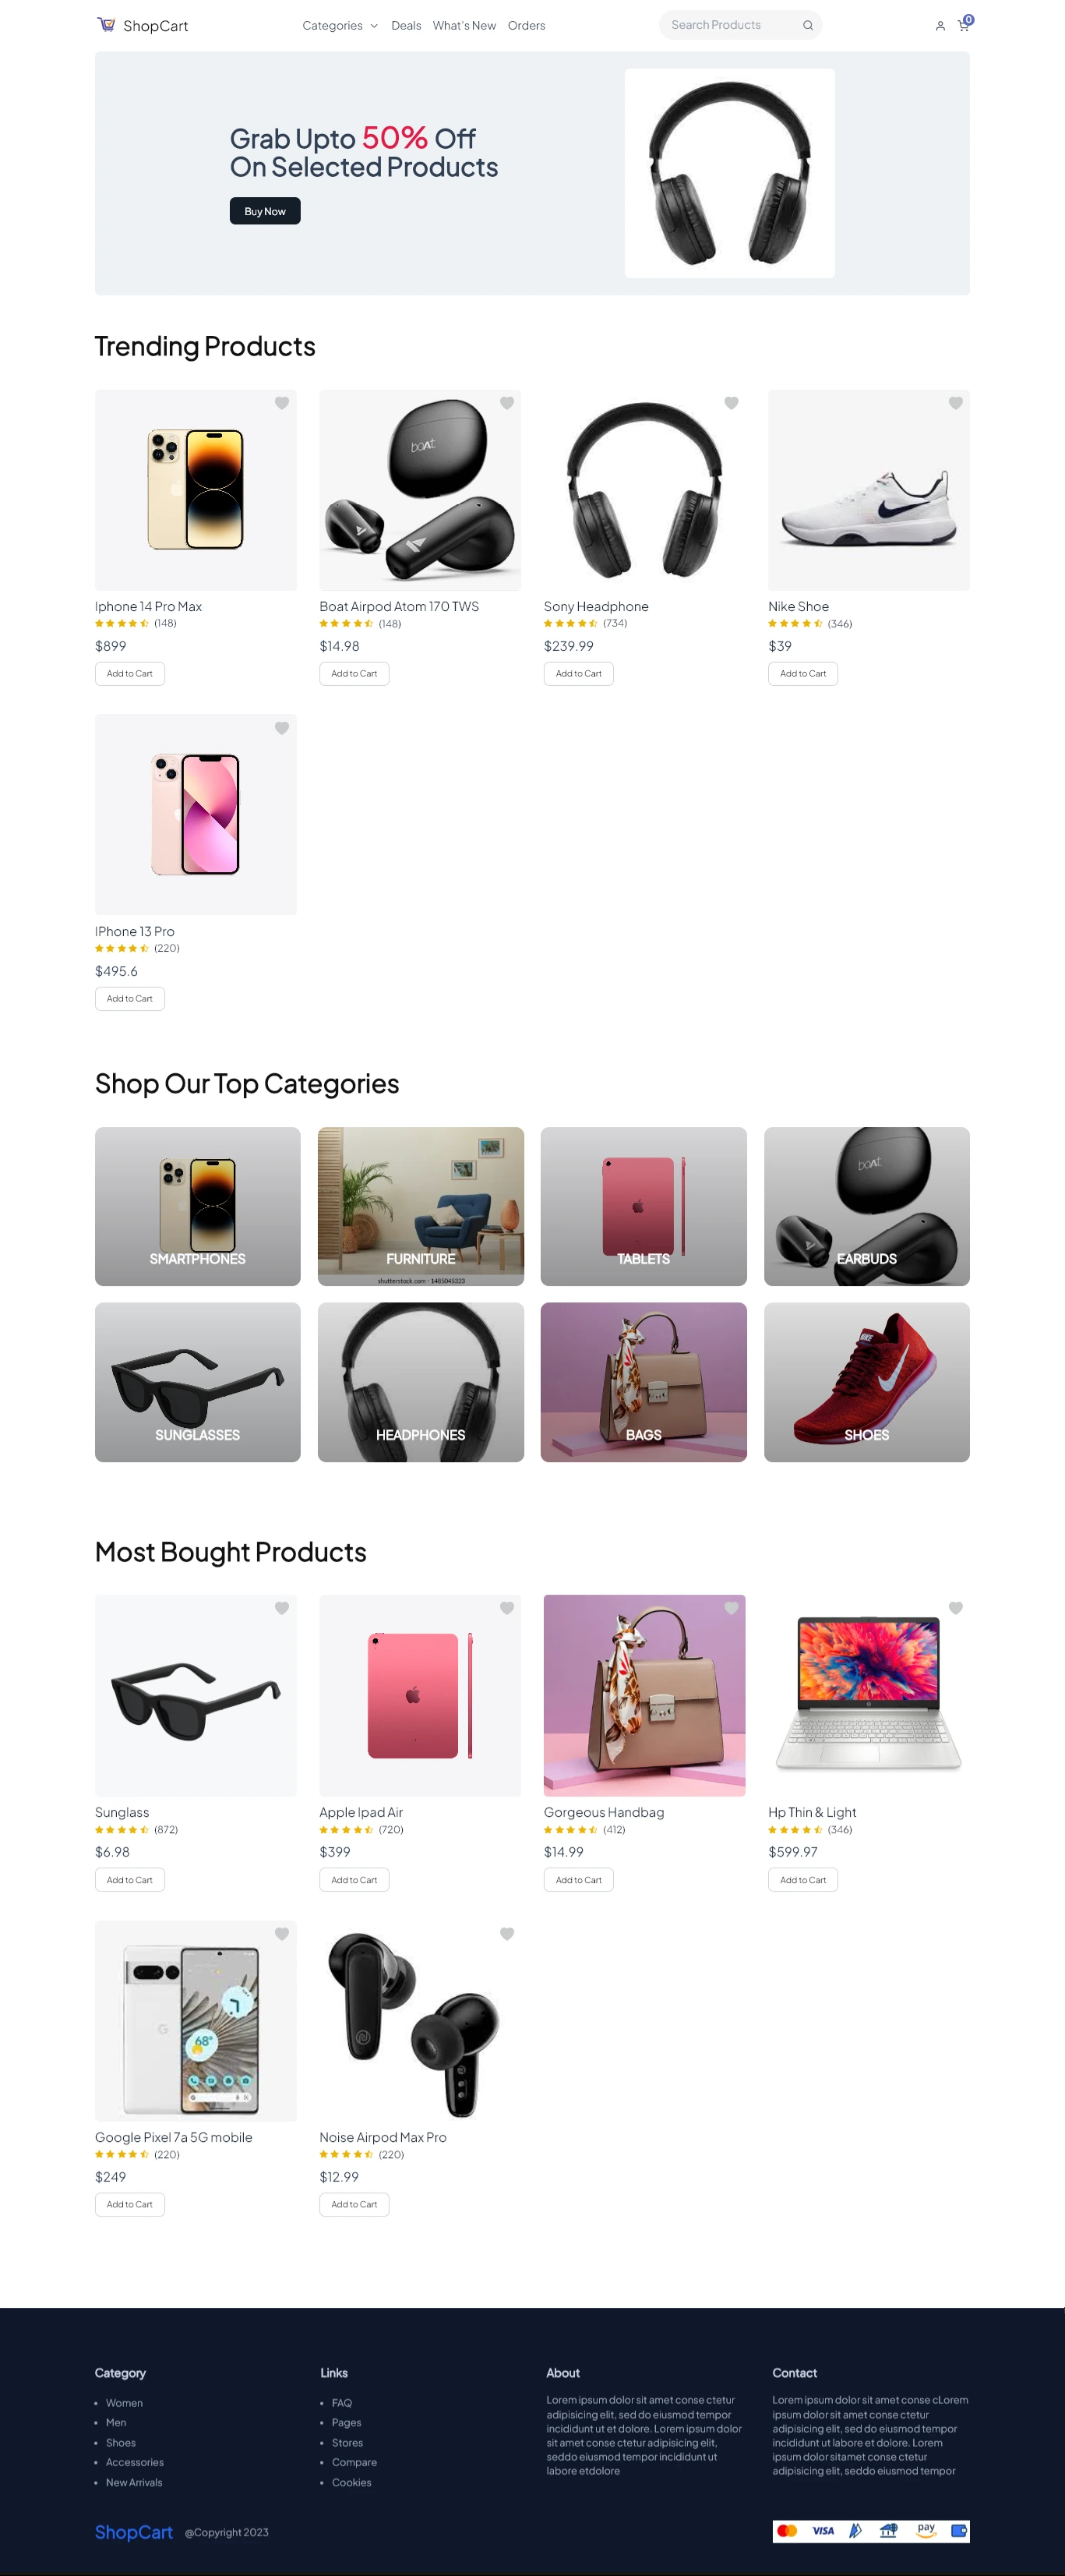 ShopCart
Categories
Deals
What's New
Orders
Search Products
0
Grab Upto 50% Off
On Selected Products
Buy Now
Trending Products
boAt
Iphone 14 Pro Max
(148)
$899
Add to Cart
Boat Airpod Atom 170 TWS
(148)
$14.98
Add to Cart
Sony Headphone
(734)
$239.99
Add to Cart
Nike Shoe
(346)
$39
Add to Cart
IPhone 13 Pro
(220)
$495.6
Add to Cart
Shop Our Top Categories
SMARTPHONES
FURNITURE
shutterstock.com · 1485045323
TABLETS
boAt
EARBUDS
SUNGLASSES
HEADPHONES
BAGS
NIKE
SHOES
Most Bought Products
Sunglass
(872)
$6.98
Add to Cart
Apple Ipad Air
(720)
$399
Add to Cart
Gorgeous Handbag
(412)
$14.99
Add to Cart
Hp Thin & Light
(346)
$599.97
Add to Cart
68°
Google Pixel 7a 5G mobile
(220)
$249
Add to Cart
Noise Airpod Max Pro
(220)
$12.99
Add to Cart
Category
Women
Men
Shoes
Accessories
New Arrivals
Links
FAQ
Pages
Stores
Compare
Cookies
About
Lorem ipsum dolor sit amet conse ctetur
adipisicing elit, sed do eiusmod tempor
incididunt ut et dolore. Lorem ipsum dolor
sit amet conse ctetur adipisicing elit,
seddo eiusmod tempor incididunt ut
labore etdolore
Contact
Lorem ipsum dolor sit amet conse cLorem
ipsum dolor sit amet conse ctetur
adipisicing elit, sed do eiusmod tempor
incididunt ut labore et dolore. Lorem
ipsum dolor sitamet conse ctetur
adipisicing elit, seddo eiusmod tempor
ShopCart
@Copyright 2023
VISA
pay